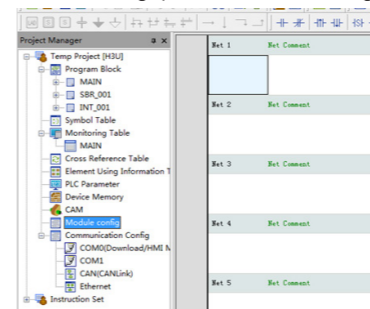 Project Manager
Temp Project [H3U]
Program Block
MAIN
SBR_001
INT_001
Symbol Table
Monitoring Table
MAIN
Cross Reference Table
Element Using Information T
PLC Parameter
Device Memory
CAM
Module config
Communication Config
COM0(Download/HMI M
COM1
CAN(CANLink)
Ethernet
Instruction Set
Net 1 Net Comment
Net 2 Net Comment
Net 3 Net Comment
Net 4 Net Comment
Net 5 Net Comment